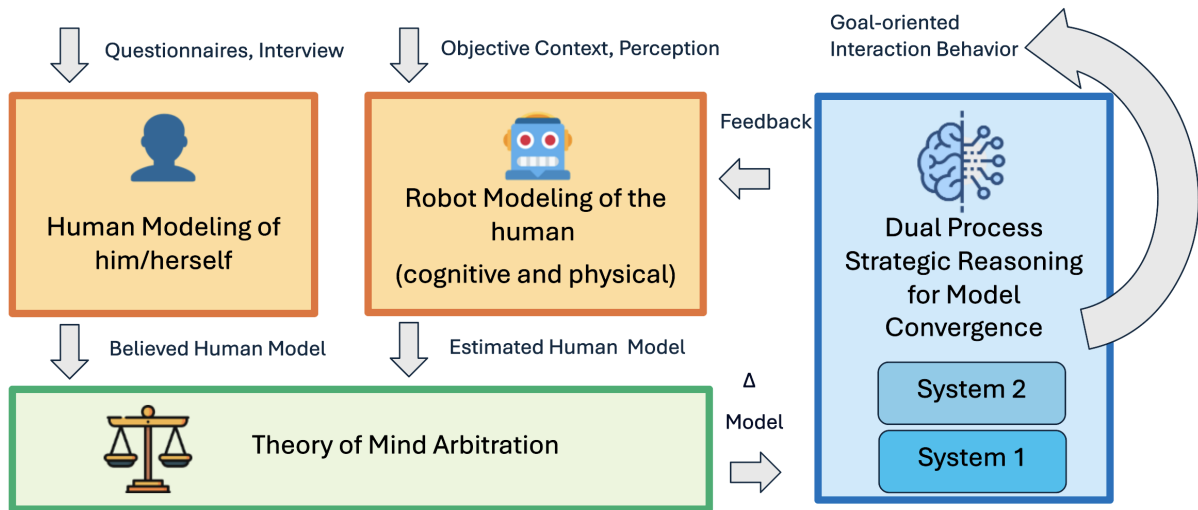 Questionnaires, Interview
Objective Context, Perception
Goal-oriented
Interaction Behavior
Human Modeling of
him/herself
Robot Modeling of the
human
(cognitive and physical)
Feedback
Dual Process
Strategic Reasoning
for Model
Convergence
System 2
System 1
Believed Human Model
Estimated Human Model
Theory of Mind Arbitration
Δ
Model